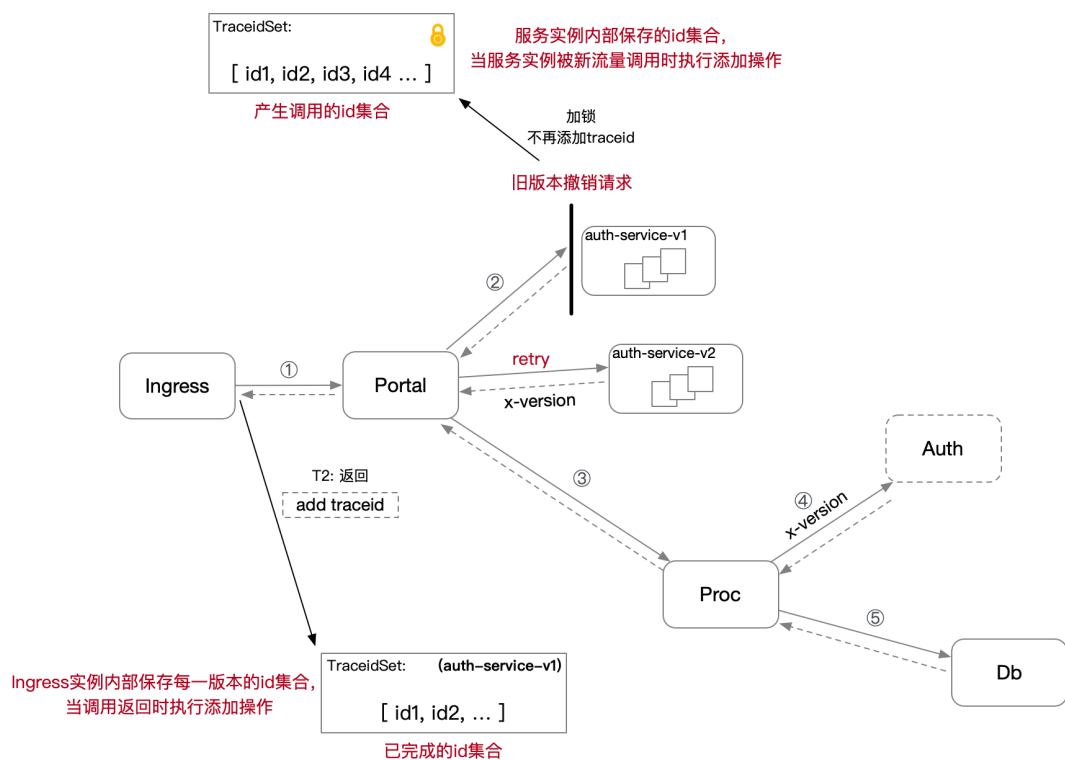 TraceidSet:
[ id1, id2, id3, id4 ... ]
产生调用的id集合
服务实例内部保存的id集合,
当服务实例被新流量调用时执行添加操作
加锁
不再添加traceid
旧版本撤销请求
auth-service-v1
②
retry
auth-service-v2
x-version
Ingress
①
Portal
T2: 返回
add traceid
③
Auth
④
x-version
Proc
⑤
Db
Ingress实例内部保存每一版本的id集合,
当调用返回时执行添加操作
TraceidSet: (auth-service-v1)
[ id1, id2, ... ]
已完成的id集合